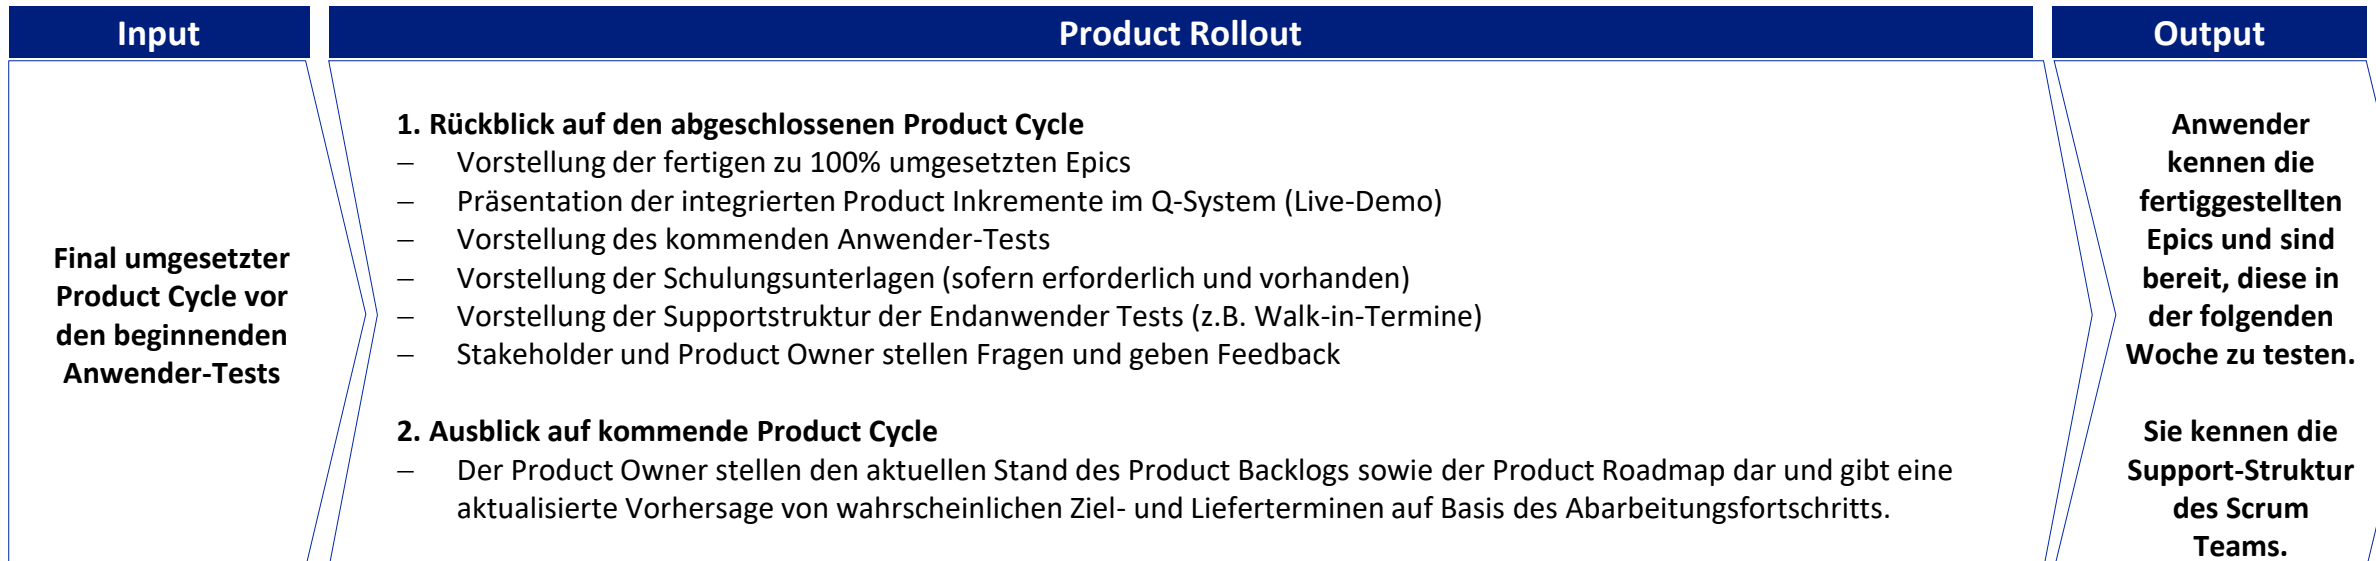 Input
Product Rollout
Output
Final umgesetzter
Product Cycle vor
den beginnenden
Anwender-Tests
1. Rückblick auf den abgeschlossenen Product Cycle
– Vorstellung der fertigen zu 100% umgesetzten Epics
– Präsentation der integrierten Product Inkremente im Q-System (Live-Demo)
– Vorstellung des kommenden Anwender-Tests
– Vorstellung der Schulungsunterlagen (sofern erforderlich und vorhanden)
– Vorstellung der Supportstruktur der Endanwender Tests (z.B. Walk-in-Termine)
– Stakeholder und Product Owner stellen Fragen und geben Feedback
2. Ausblick auf kommende Product Cycle
– Der Product Owner stellen den aktuellen Stand des Product Backlogs sowie der Product Roadmap dar und gibt eine
aktualisierte Vorhersage von wahrscheinlichen Ziel- und Lieferterminen auf Basis des Abarbeitungsfortschritts.
Anwender
kennen die
fertiggestellten
Epics und sind
bereit, diese in
der folgenden
Woche zu testen.
Sie kennen die
Support-Struktur
des Scrum
Teams.